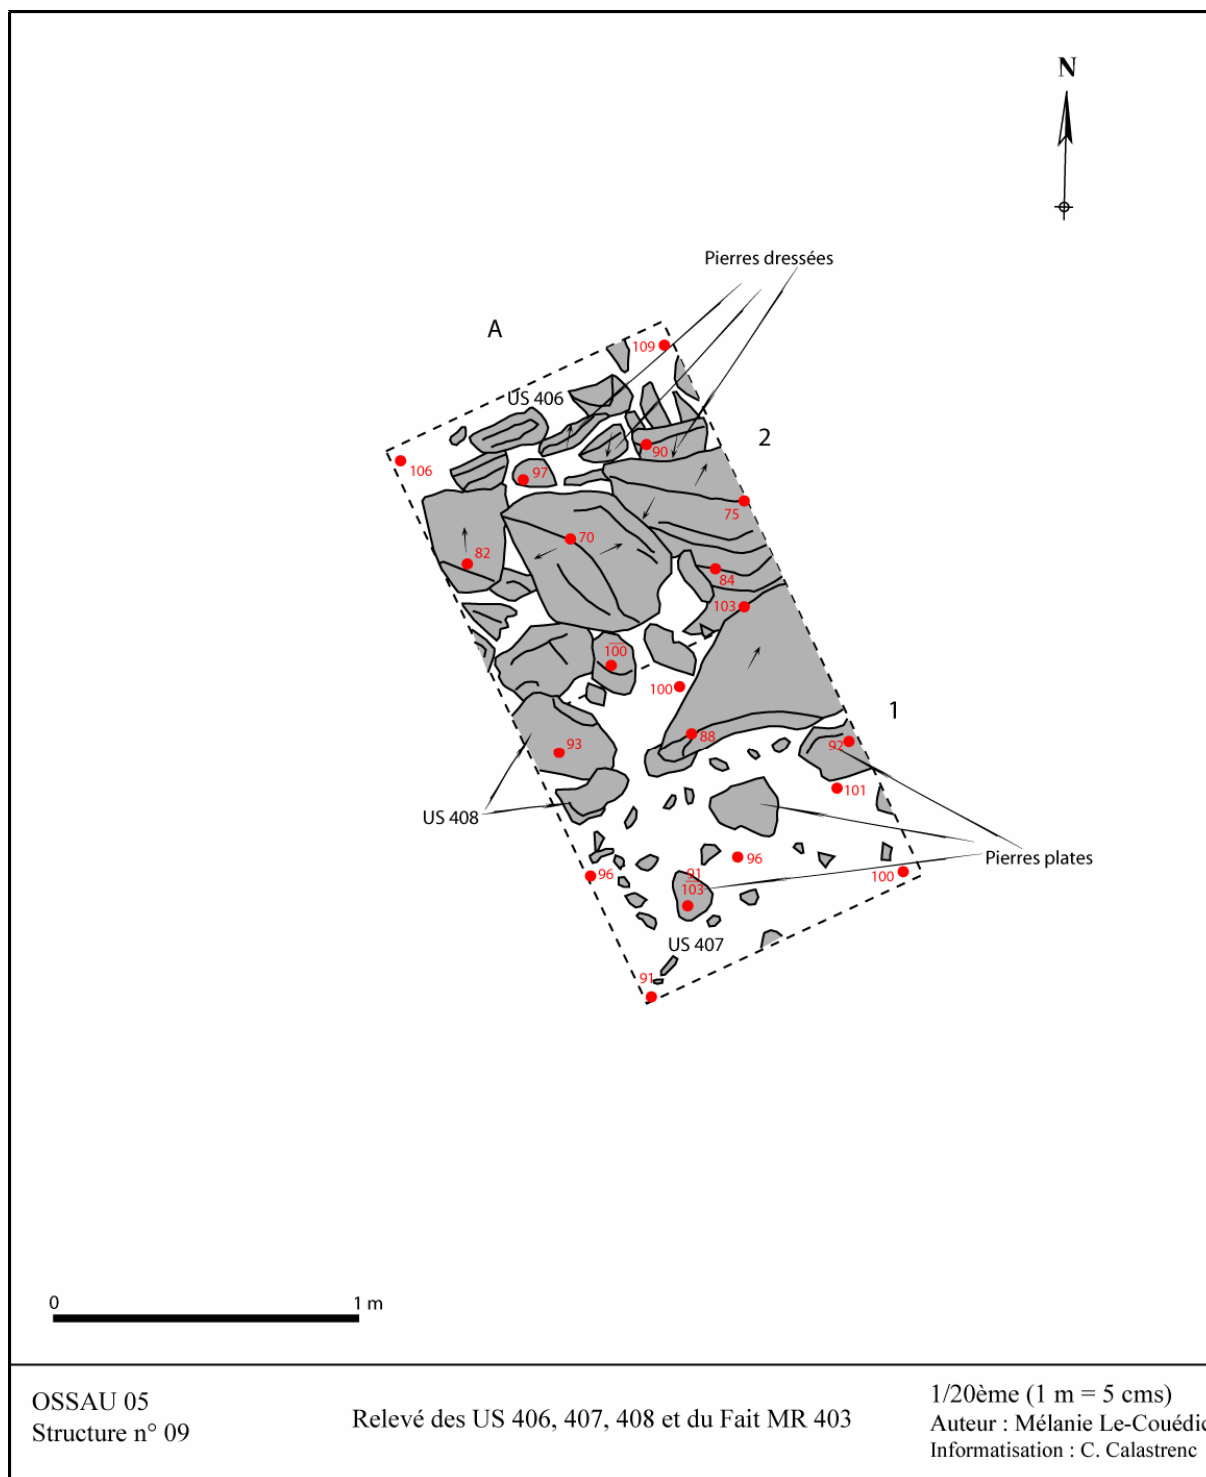 N
Pierres dressées
A
109
US 406
2
90
106
97
75
70
82
84
103
100
100
1
88
93
92
101
US 408
96
Pierres plates
96
91
103
100
US 407
91
0
1 m
OSSAU 05
Structure n° 09
Relevé des US 406, 407, 408 et du Fait MR 403
1/20ème (1 m = 5 cms)
Auteur : Mélanie Le-Couédic
Informatisation : C. Calastrenc